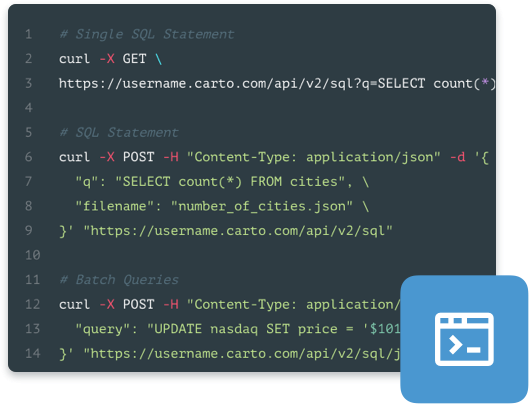 1 # Single SQL Statement
2 curl -X GET \
3 https://username.carto.com/api/v2/sql?q=SELECT count(*)
4
5 # SQL Statement
6 curl -X POST -H "Content-Type: application/json" -d '{
7 "q": "SELECT count(*) FROM cities", \
8 "filename": "number_of_cities.json" \
9 }' "https://username.carto.com/api/v2/sql"
10
11 # Batch Queries
12 curl -X POST -H "Content-Type: application/
13 "query": "UPDATE nasdaq SET price = '$101
14 }' "https://username.carto.com/api/v2/sql/j